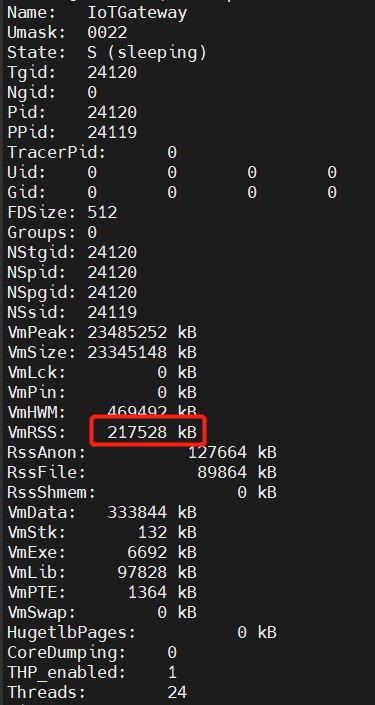 Name:   IoTGateway
Umask:  0022
State:  S (sleeping)
Tgid:   24120
Ngid:   0
Pid:    24120
PPid:   24119
TracerPid:      0
Uid:    0       0       0       0
Gid:    0       0       0       0
FDSize: 512
Groups: 0
NStgid: 24120
NSpid:  24120
NSpgid: 24120
NSsid:  24119
VmPeak: 23485252 kB
VmSize: 23345148 kB
VmLck:         0 kB
VmPin:         0 kB
VmHWM:    469492 kB
VmRSS:    217528 kB
RssAnon:          127664 kB
RssFile:           89864 kB
RssShmem:              0 kB
VmData:   333844 kB
VmStk:       132 kB
VmExe:      6692 kB
VmLib:     97828 kB
VmPTE:      1364 kB
VmSwap:        0 kB
HugetlbPages:          0 kB
CoreDumping:    0
THP_enabled:    1
Threads:        24